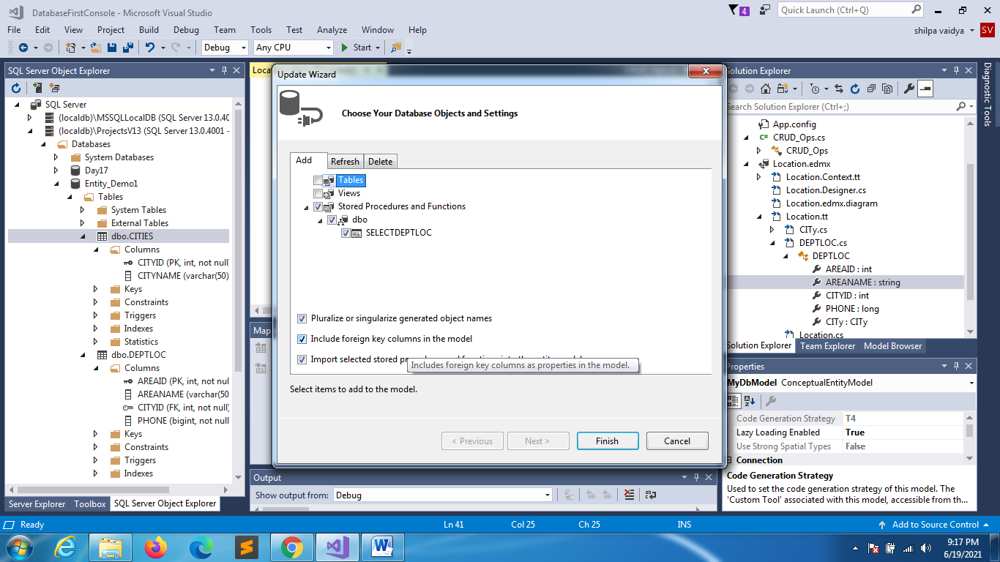 DatabaseFirstConsole - Microsoft Visual Studio
4
Quick Launch (Ctrl+Q)
File Edit View Project Build Debug Team Tools Test Analyze Window Help
shilpa vaidya SV
Debug Any CPU Start
SQL Server Object Explorer
SQL Server
(localdb)\MSSQLLocalDB (SQL Server 13.0.40
(localdb)\ProjectsV13 (SQL Server 13.0.4001 -
Databases
System Databases
Day17
Entity_Demo1
Tables
System Tables
External Tables
dbo.CITIES
Columns
CITYID (PK, int, not null
CITYNAME (varchar(50)
Keys
Constraints
Triggers
Indexes
Statistics
dbo.DEPTLOC
Columns
AREAID (PK, int, not null
AREANAME (varchar(50
CITYID (FK, int, not null
PHONE (bigint, not null
Keys
Constraints
Triggers
Indexes
Server Explorer Toolbox SQL Server Object Explorer
Loca
Map
Update Wizard
Choose Your Database Objects and Settings
Add Refresh Delete
Tables
Views
Stored Procedures and Functions
dbo
SELECTDEPTLOC
Pluralize or singularize generated object names
Include foreign key columns in the model
Import selected stored
Includes foreign key columns as properties in the model.
Select items to add to the model.
< Previous Next > Finish Cancel
Output
Show output from: Debug
Solution Explorer
Search Solution Explorer (Ctrl+;)
App.config
CRUD_Ops.cs
CRUD_Ops
Location.edmx
Location.Context.tt
Location.Designer.cs
Location.edmx.diagram
Location.tt
CITy.cs
DEPTLOC.cs
DEPTLOC
AREAID : int
AREANAME : string
CITYID : int
PHONE : long
CITy : CITy
Location.cs
Solution Explorer Team Explorer Model Browser
Properties
MyDbModel ConceptualEntityModel
Code Generation Strategy T4
Lazy Loading Enabled True
Use Strong Spatial Types False
Connection
Code Generation Strategy
Used to set the code generation strategy of this model. The
'Custom Tool' associated with this model, accessible from th...
Diagnostic Tools
Ready Ln 41 Col 25 Ch 25 INS Add to Source Control
9:17 PM
6/19/2021